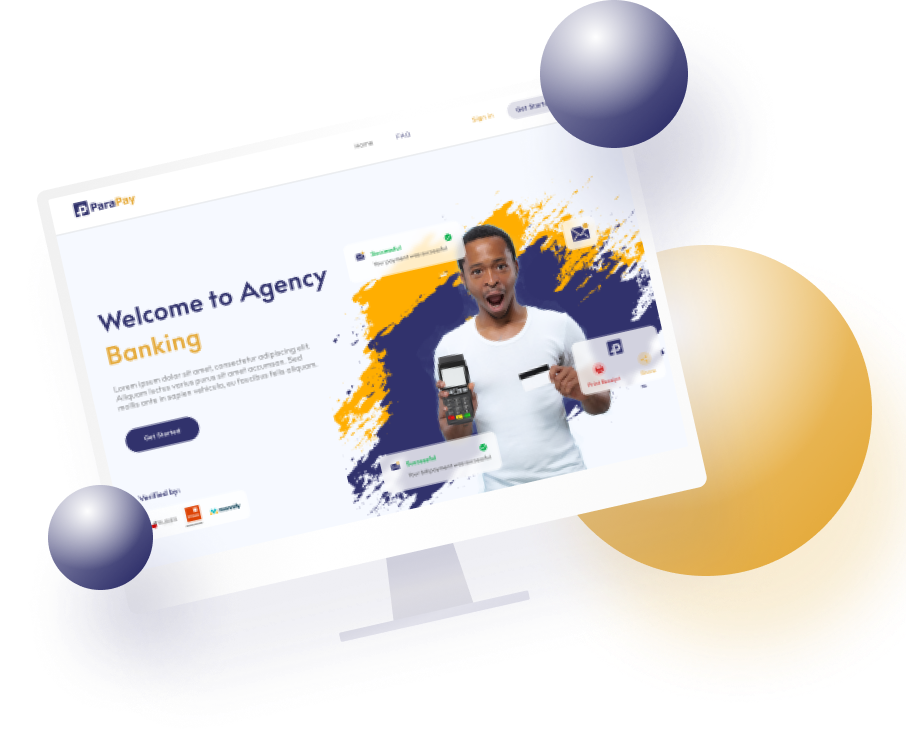 Home
FAQ
Sign in
Get Start
ParaPay
Successful
Your payment was successful
Welcome to Agency
Banking
Lorem ipsum dolor sit amet, consectetur adipiscing elit.
Aliquam lectus varius purus sit amet accumsan. Sed
mollis ante in sapien vehicula, eu faucibus felis aliquam.
Get Started
Print Receipt
Share
Successful
Your bill payment was successful
Verified by: